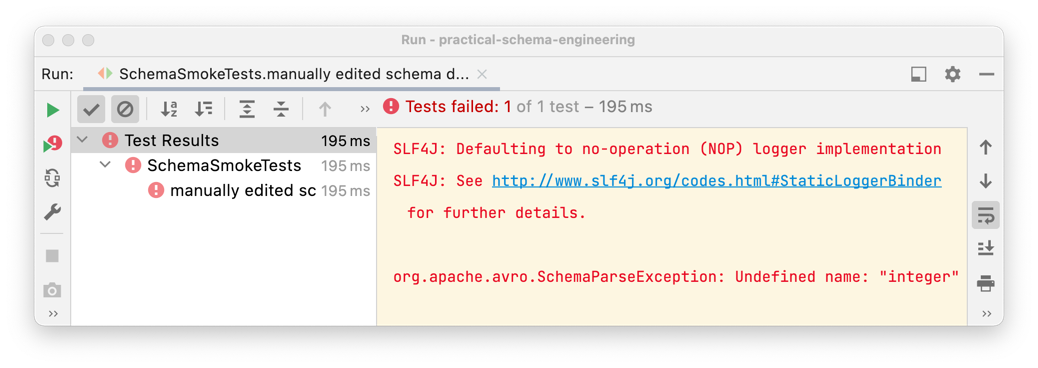 Run - practical-schema-engineering
Run: SchemaSmokeTests.manually edited schema d...
Tests failed: 1 of 1 test – 195 ms
Test Results 195 ms
SchemaSmokeTests 195 ms
manually edited sc 195 ms
SLF4J: Defaulting to no-operation (NOP) logger implementation
SLF4J: See http://www.slf4j.org/codes.html#StaticLoggerBinder
for further details.
org.apache.avro.SchemaParseException: Undefined name: "integer"